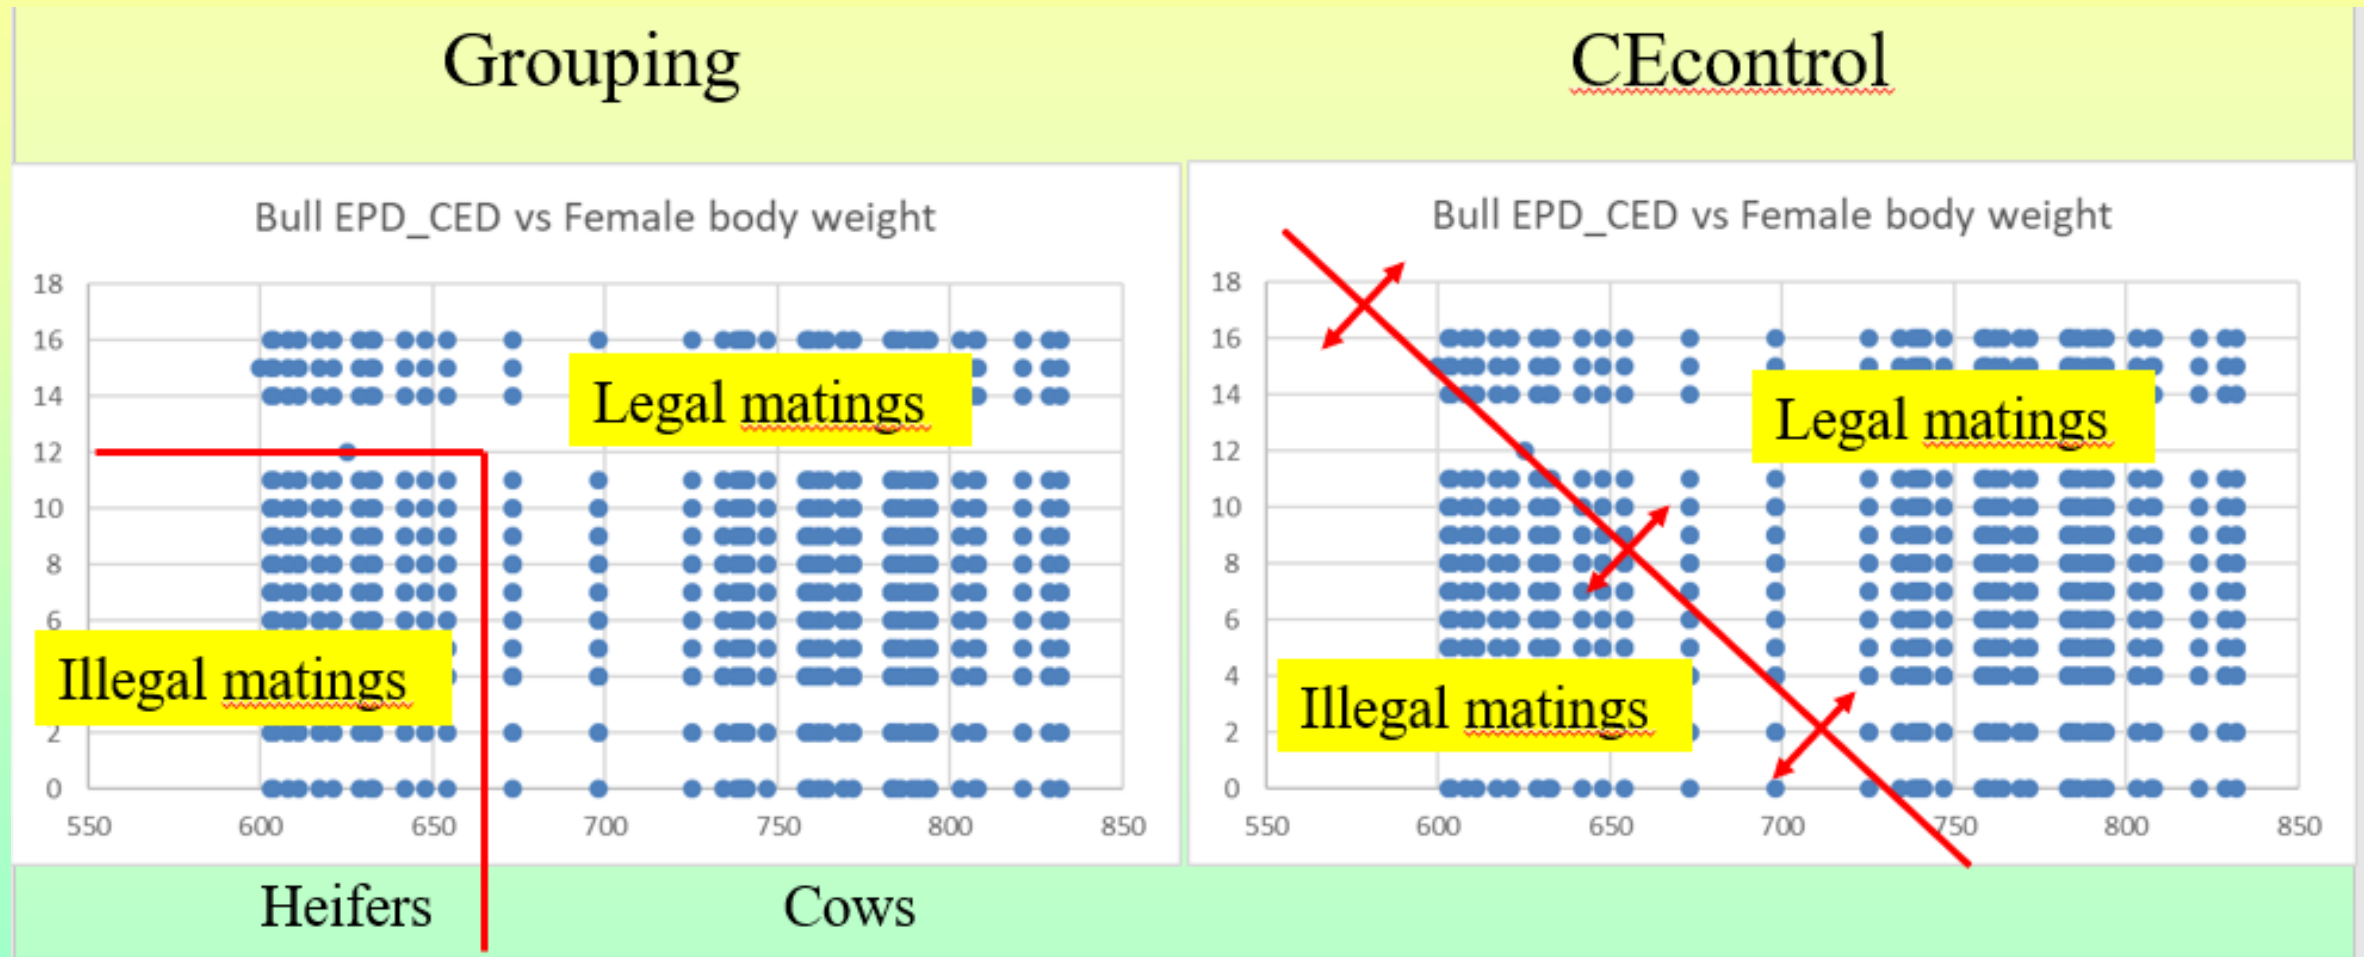 Grouping
CEcontrol
Bull EPD_CED vs Female body weight
18
16
14
12
10
8
6
2
0
550 600 650 700 750 800 850
Legal matings
Illegal matings
Heifers
Cows
Bull EPD_CED vs Female body weight
18
16
14
12
10
8
6
4
2
0
550 600 650 700 750 800 850
Legal matings
Illegal matings